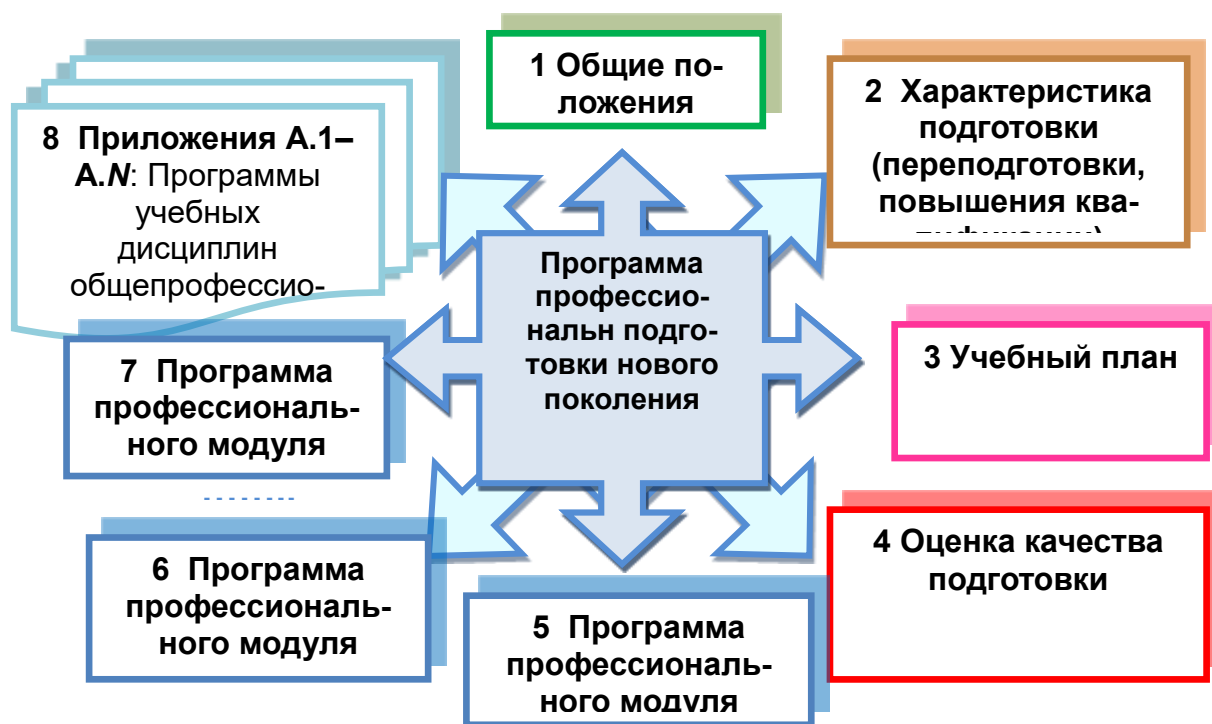 1 Общие по-
ложения
2 Характеристика
подготовки
(переподготовки,
повышения ква-
лификации)
3 Учебный план
4 Оценка качества
подготовки
5 Программа
профессиональ-
ного модуля
6 Программа
профессиональ-
ного модуля
7 Программа
профессиональ-
ного модуля
8 Приложения А.1–
А.N: Программы
учебных
дисциплин
общепрофессио-
Программа
профессио-
нальн подго-
товки нового
поколения